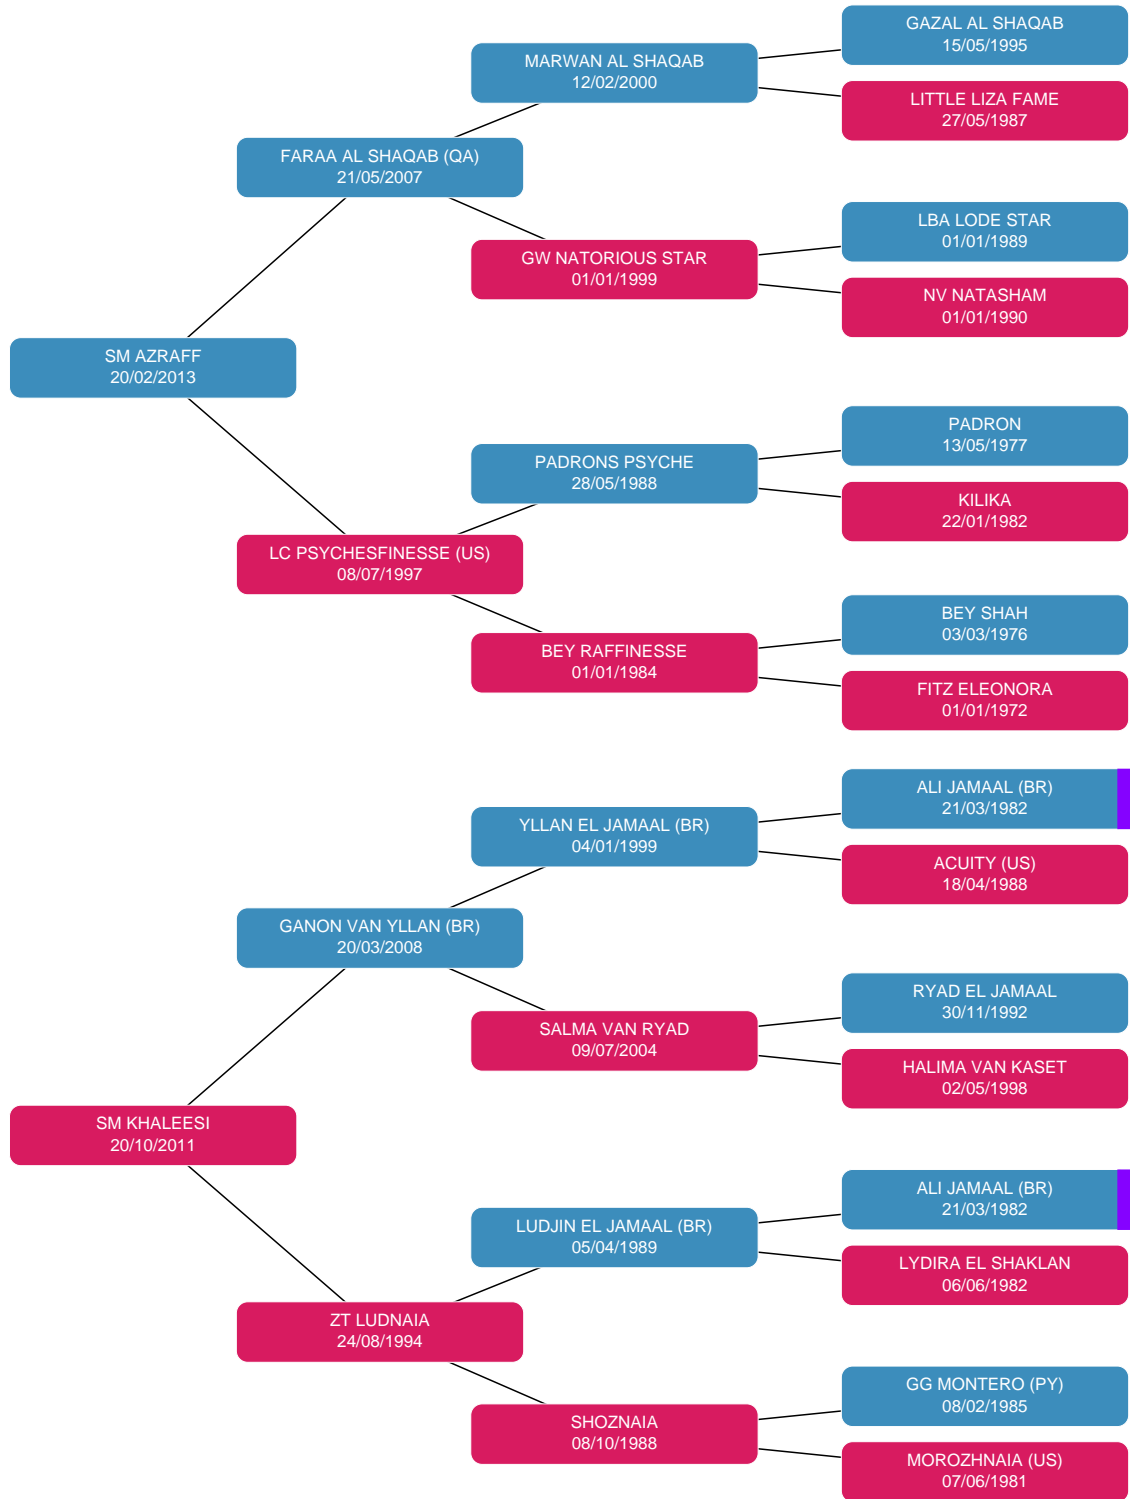 GAZAL AL SHAQAB
15/05/1995
MARWAN AL SHAQAB
12/02/2000
LITTLE LIZA FAME
27/05/1987
FARAA AL SHAQAB (QA)
21/05/2007
LBA LODE STAR
01/01/1989
GW NATORIOUS STAR
01/01/1999
NV NATASHAM
01/01/1990
SM AZRAFF
20/02/2013
PADRON
13/05/1977
PADRONS PSYCHE
28/05/1988
KILIKA
22/01/1982
LC PSYCHESFINESSE (US)
08/07/1997
BEY SHAH
03/03/1976
BEY RAFFINESSE
01/01/1984
FITZ ELEONORA
01/01/1972
ALI JAMAAL (BR)
21/03/1982
YLLAN EL JAMAAL (BR)
04/01/1999
ACUITY (US)
18/04/1988
GANON VAN YLLAN (BR)
20/03/2008
RYAD EL JAMAAL
30/11/1992
SALMA VAN RYAD
09/07/2004
HALIMA VAN KASET
02/05/1998
SM KHALEESI
20/10/2011
ALI JAMAAL (BR)
21/03/1982
LUDJIN EL JAMAAL (BR)
05/04/1989
LYDIRA EL SHAKLAN
06/06/1982
ZT LUDNAIA
24/08/1994
GG MONTERO (PY)
08/02/1985
SHOZNAIA
08/10/1988
MOROZHNAIA (US)
07/06/1981